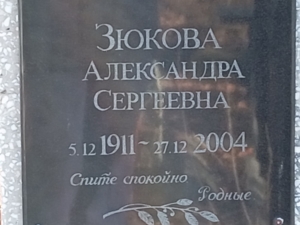 Зюкова
Александра
Сергеевна
5.12 1911~27.12 2004
Спите спокойно
Родные